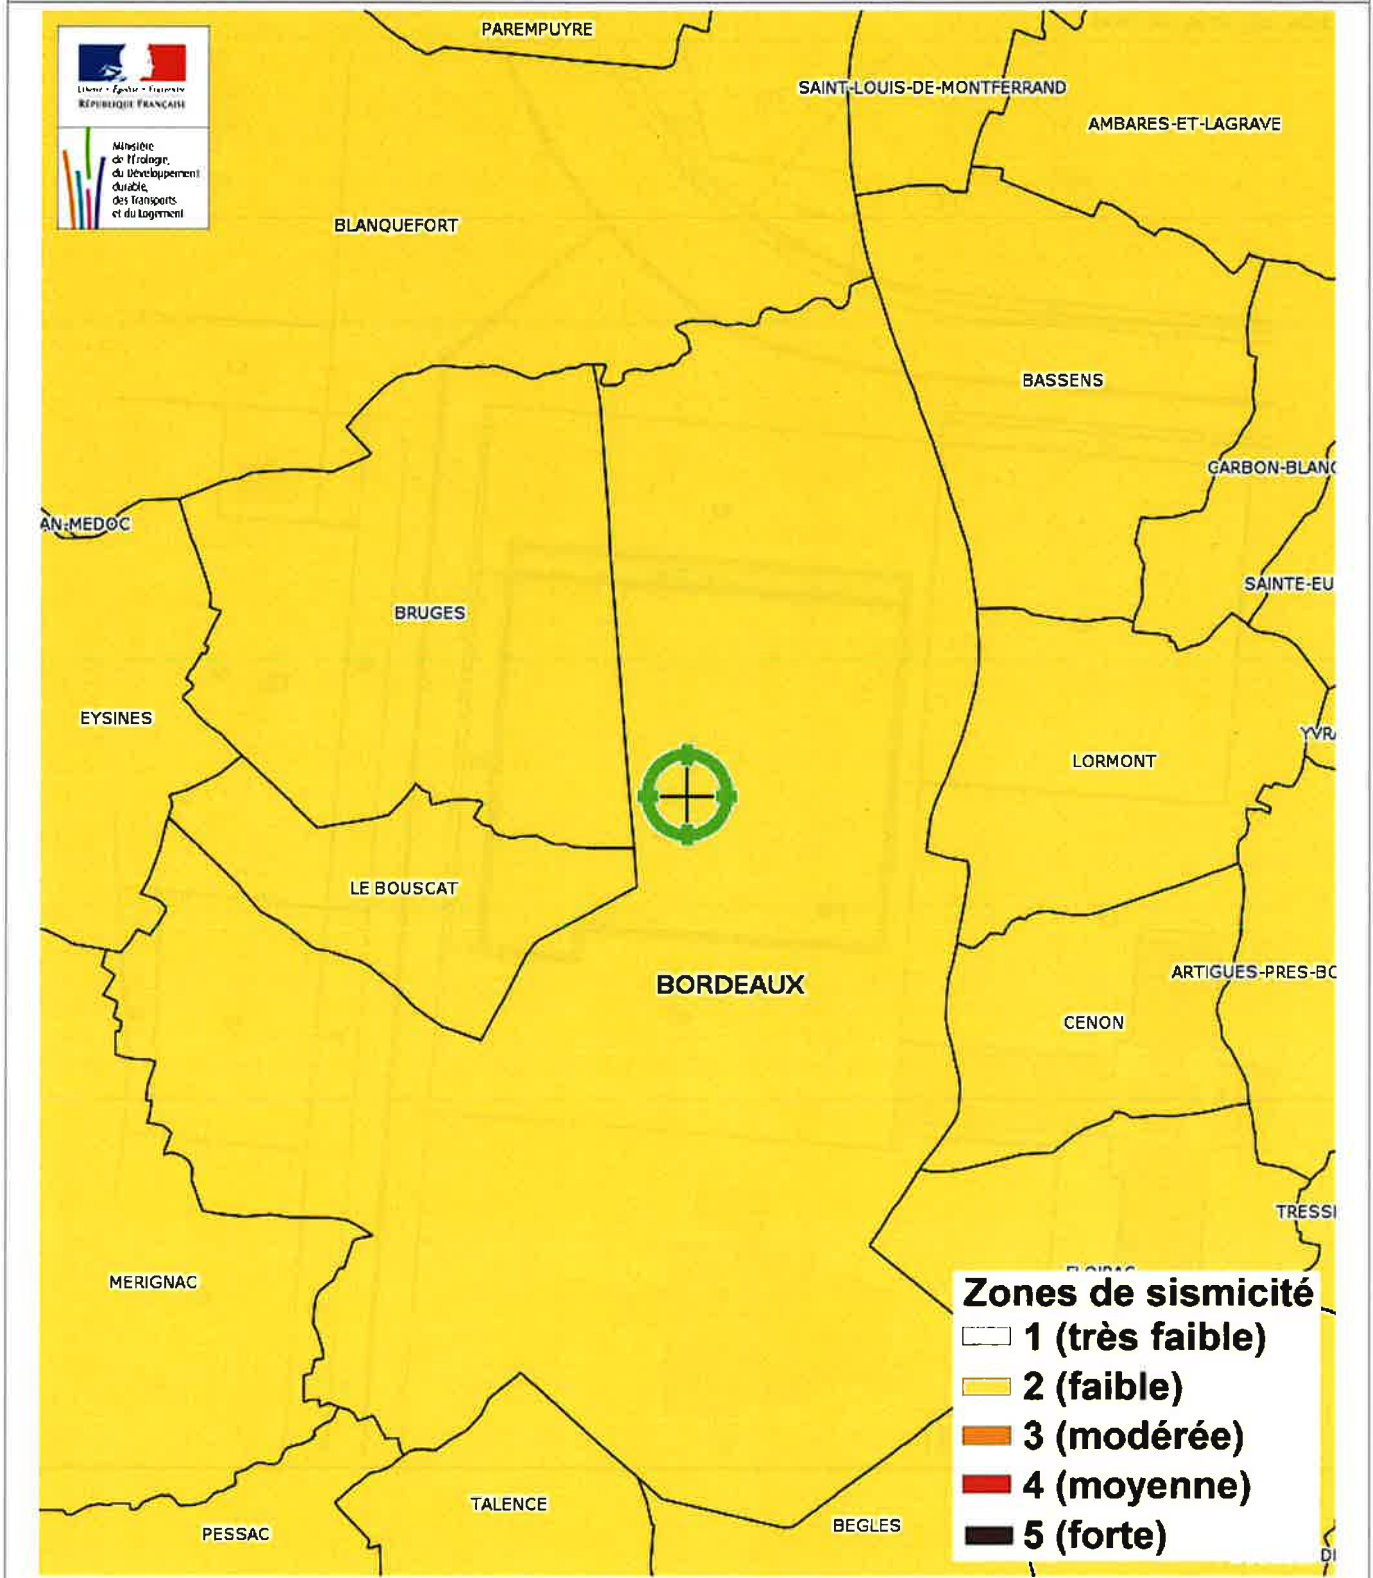 PAREMPUYRE
SAINT-LOUIS-DE-MONTFERRAND
AMBARES-ET-LAGRAVE
Liberté • Égalité • Fraternité
RÉPUBLIQUE FRANÇAISE
Ministère
de l'Écologie,
du Développement
durable,
des Transports
et du Logement
BLANQUEFORT
BASSENS
CARBON-BLANC
AN-MEDOC
SAINTE-EU
BRUGES
EYSINES
YVRA
LORMONT
LE BOUSCAT
BORDEAUX
ARTIGUES-PRES-BO
CENON
TRESSE
MERIGNAC
FLOIRAC
Zones de sismicité
1 (très faible)
2 (faible)
3 (modérée)
4 (moyenne)
5 (forte)
TALENCE
BEGLES
PESSAC